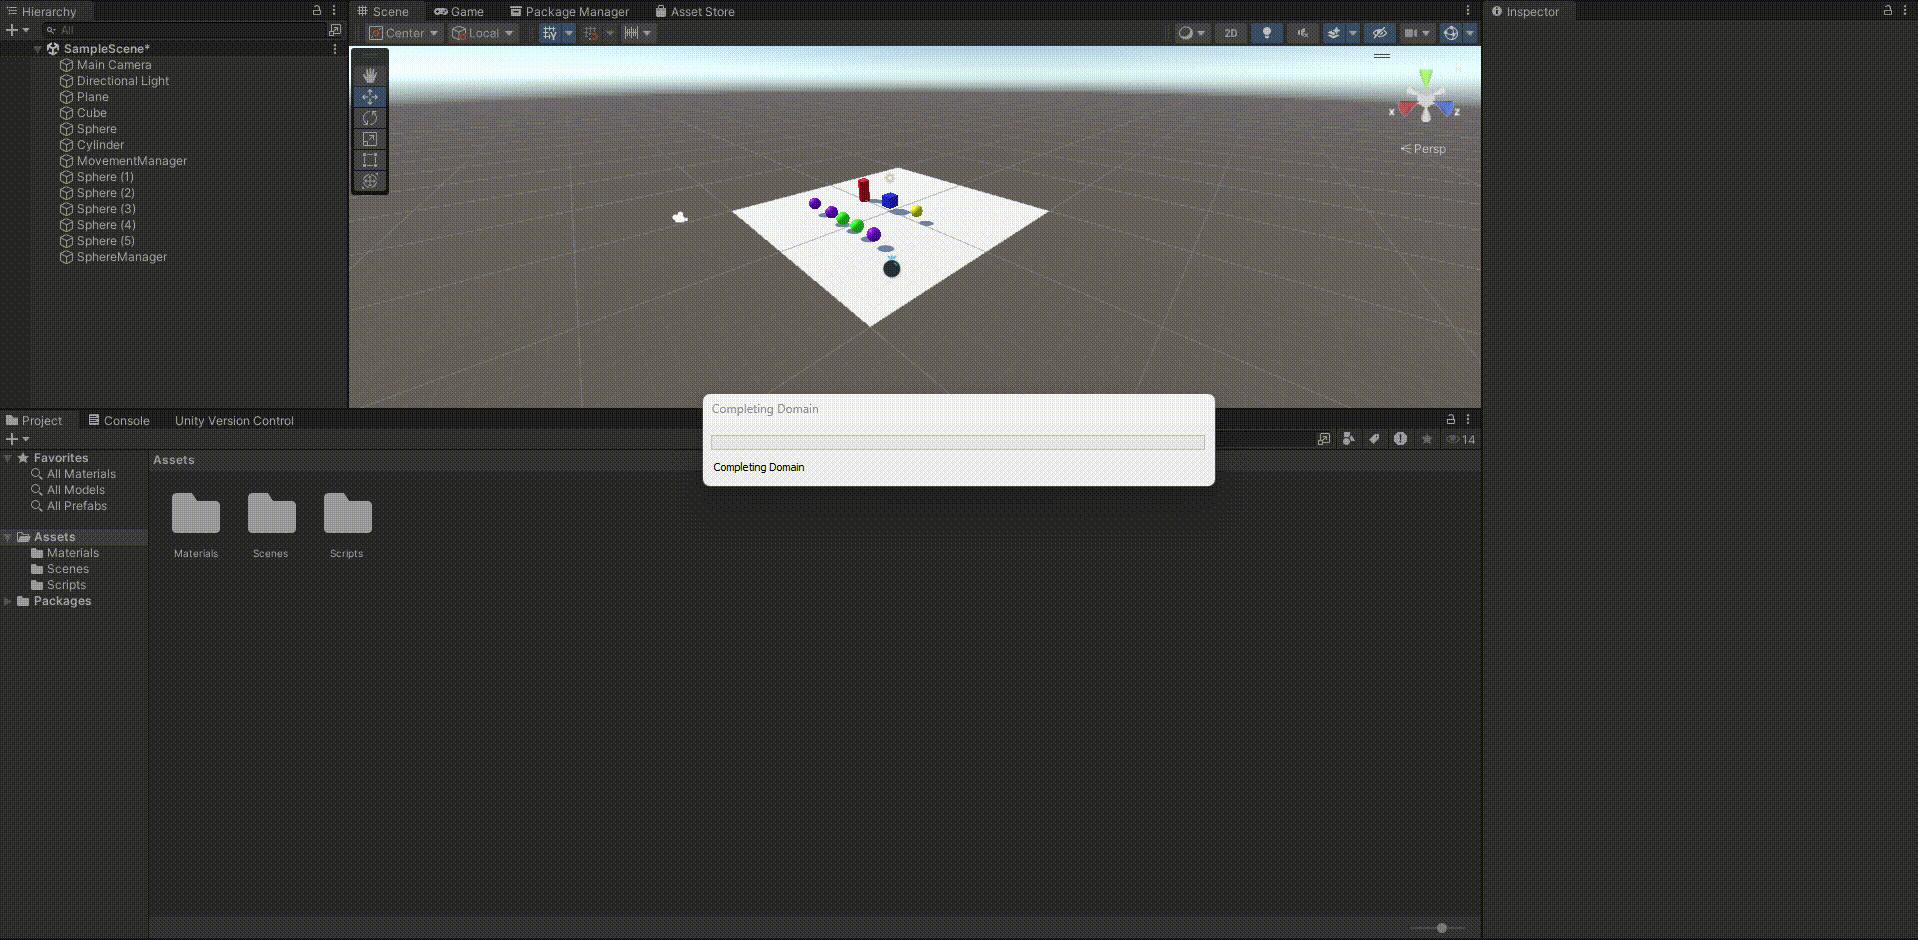 Hierarchy
Scene
Game
Package Manager
Asset Store
Inspector
All
Center
Local
2D
SampleScene*
Main Camera
Directional Light
Plane
Cube
Sphere
Cylinder
MovementManager
Sphere (1)
Sphere (2)
Sphere (3)
Sphere (4)
Sphere (5)
SphereManager
x
z
Persp
Completing Domain
Completing Domain
Project
Console
Unity Version Control
14
Favorites
All Materials
All Models
All Prefabs
Assets
Materials
Scenes
Scripts
Packages
Assets
Materials
Scenes
Scripts